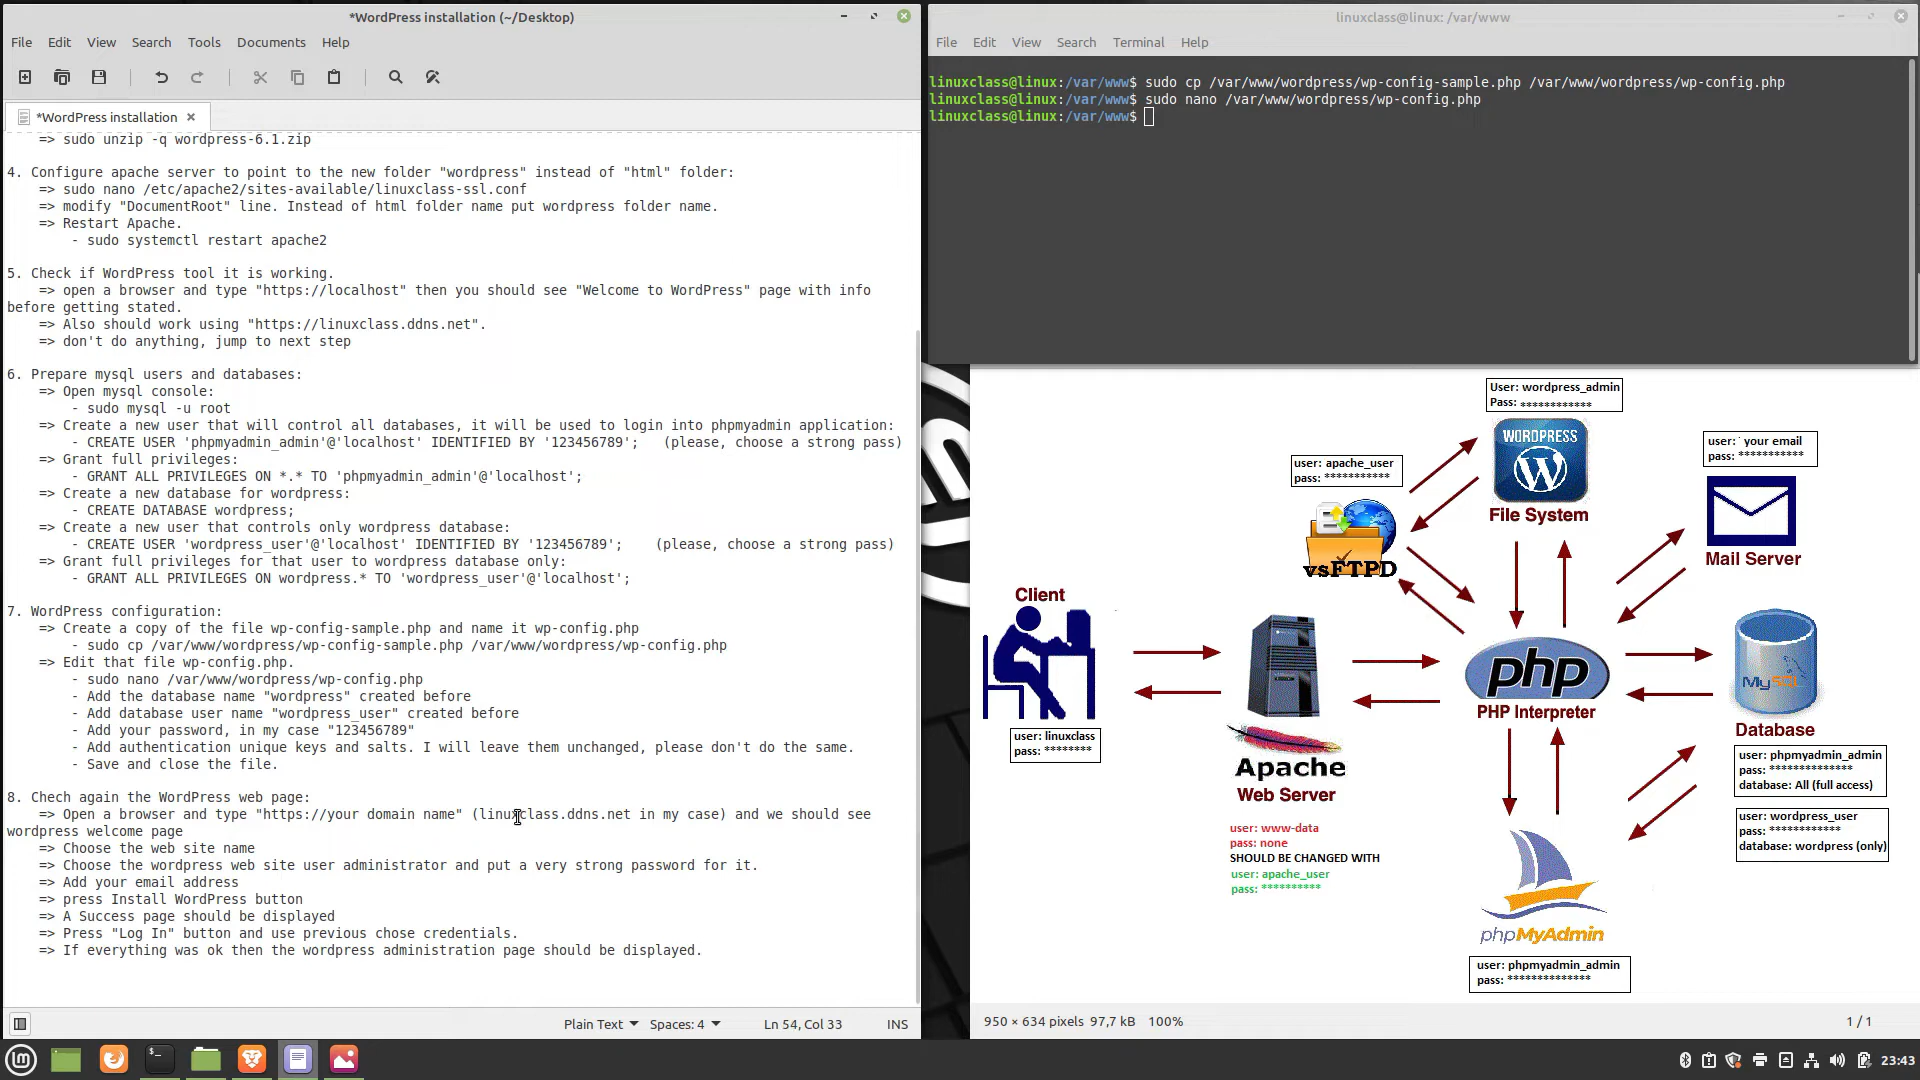 *WordPress installation (~/Desktop)
File Edit View Search Tools Documents Help
*WordPress installation
=> sudo unzip -q wordpress-6.1.zip
4. Configure apache server to point to the new folder "wordpress" instead of "html" folder:
=> sudo nano /etc/apache2/sites-available/linuxclass-ssl.conf
=> modify "DocumentRoot" line. Instead of html folder name put wordpress folder name.
=> Restart Apache.
- sudo systemctl restart apache2
5. Check if WordPress tool it is working.
=> open a browser and type "https://localhost" then you should see "Welcome to WordPress" page with info
before getting stated.
=> Also should work using "https://linuxclass.ddns.net".
=> don't do anything, jump to next step
6. Prepare mysql users and databases:
=> Open mysql console:
- sudo mysql -u root
=> Create a new user that will control all databases, it will be used to login into phpmyadmin application:
- CREATE USER 'phpmyadmin_admin'@'localhost' IDENTIFIED BY '123456789'; (please, choose a strong pass)
=> Grant full privileges:
- GRANT ALL PRIVILEGES ON *.* TO 'phpmyadmin_admin'@'localhost';
=> Create a new database for wordpress:
- CREATE DATABASE wordpress;
=> Create a new user that controls only wordpress database:
- CREATE USER 'wordpress_user'@'localhost' IDENTIFIED BY '123456789'; (please, choose a strong pass)
=> Grant full privileges for that user to wordpress database only:
- GRANT ALL PRIVILEGES ON wordpress.* TO 'wordpress_user'@'localhost';
7. WordPress configuration:
=> Create a copy of the file wp-config-sample.php and name it wp-config.php
- sudo cp /var/www/wordpress/wp-config-sample.php /var/www/wordpress/wp-config.php
=> Edit that file wp-config.php.
- sudo nano /var/www/wordpress/wp-config.php
- Add the database name "wordpress" created before
- Add database user name "wordpress_user" created before
- Add your password, in my case "123456789"
- Add authentication unique keys and salts. I will leave them unchanged, please don't do the same.
- Save and close the file.
8. Chech again the WordPress web page:
=> Open a browser and type "https://your domain name" (linuxclass.ddns.net in my case) and we should see
wordpress welcome page
=> Choose the web site name
=> Choose the wordpress web site user administrator and put a very strong password for it.
=> Add your email address
=> press Install WordPress button
=> A Success page should be displayed
=> Press "Log In" button and use previous chose credentials.
=> If everything was ok then the wordpress administration page should be displayed.
Plain Text Spaces: 4 Ln 54, Col 33 INS
linuxclass@linux: /var/www
File Edit View Search Terminal Help
linuxclass@linux:/var/www$ sudo cp /var/www/wordpress/wp-config-sample.php /var/www/wordpress/wp-config.php
linuxclass@linux:/var/www$ sudo nano /var/www/wordpress/wp-config.php
linuxclass@linux:/var/www$
User: wordpress_admin
Pass: ************
WORDPRESS
File System
user: your email
pass: ***********
Mail Server
user: apache_user
pass: ***********
vsFTPD
Client
user: linuxclass
pass: ********
Apache
Web Server
user: www-data
pass: none
SHOULD BE CHANGED WITH
user: apache_user
pass: **********
php
PHP Interpreter
MySQL
Database
user: phpmyadmin_admin
pass: **************
database: All (full access)
user: wordpress_user
pass: ************
database: wordpress (only)
phpMyAdmin
user: phpmyadmin_admin
pass: **************
950 × 634 pixels 97,7 kB 100%
1 / 1
23:43